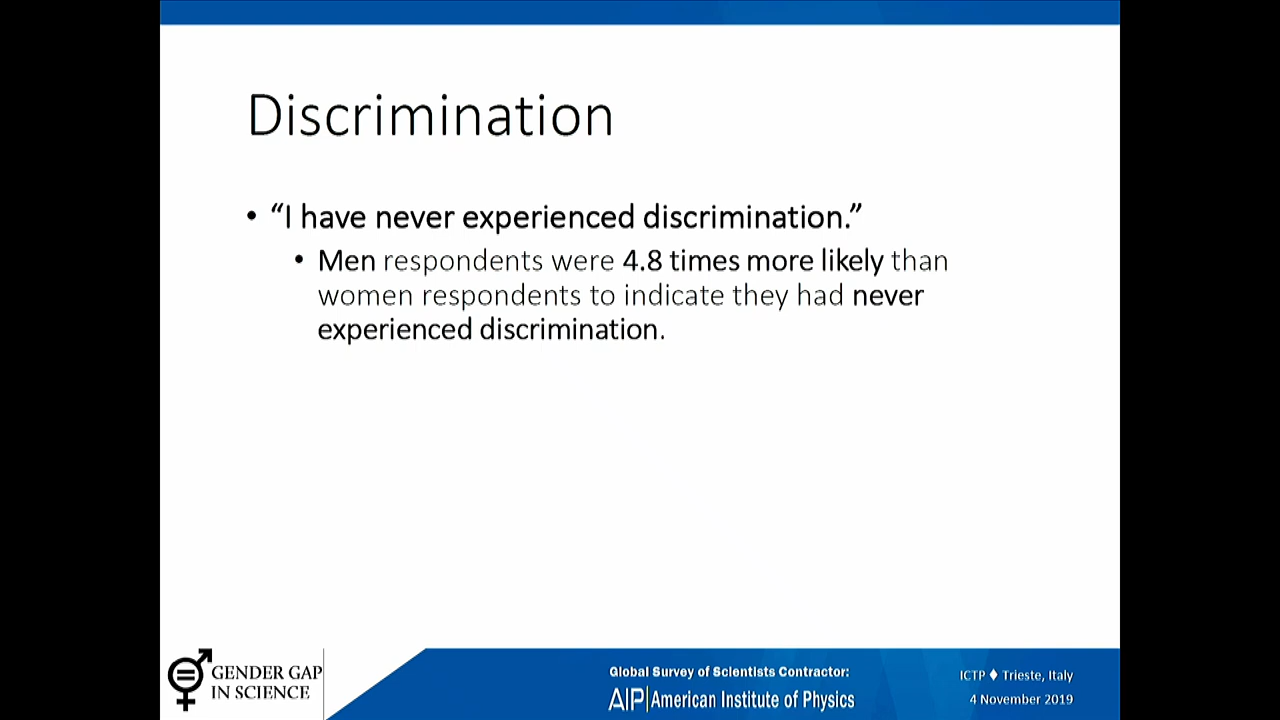 Discrimination
• “I have never experienced discrimination.”
• Men respondents were 4.8 times more likely than
women respondents to indicate they had never
experienced discrimination.
GENDER GAP
IN SCIENCE
Global Survey of Scientists Contractor:
AIP|American Institute of Physics
ICTP ♦ Trieste, Italy
4 November 2019